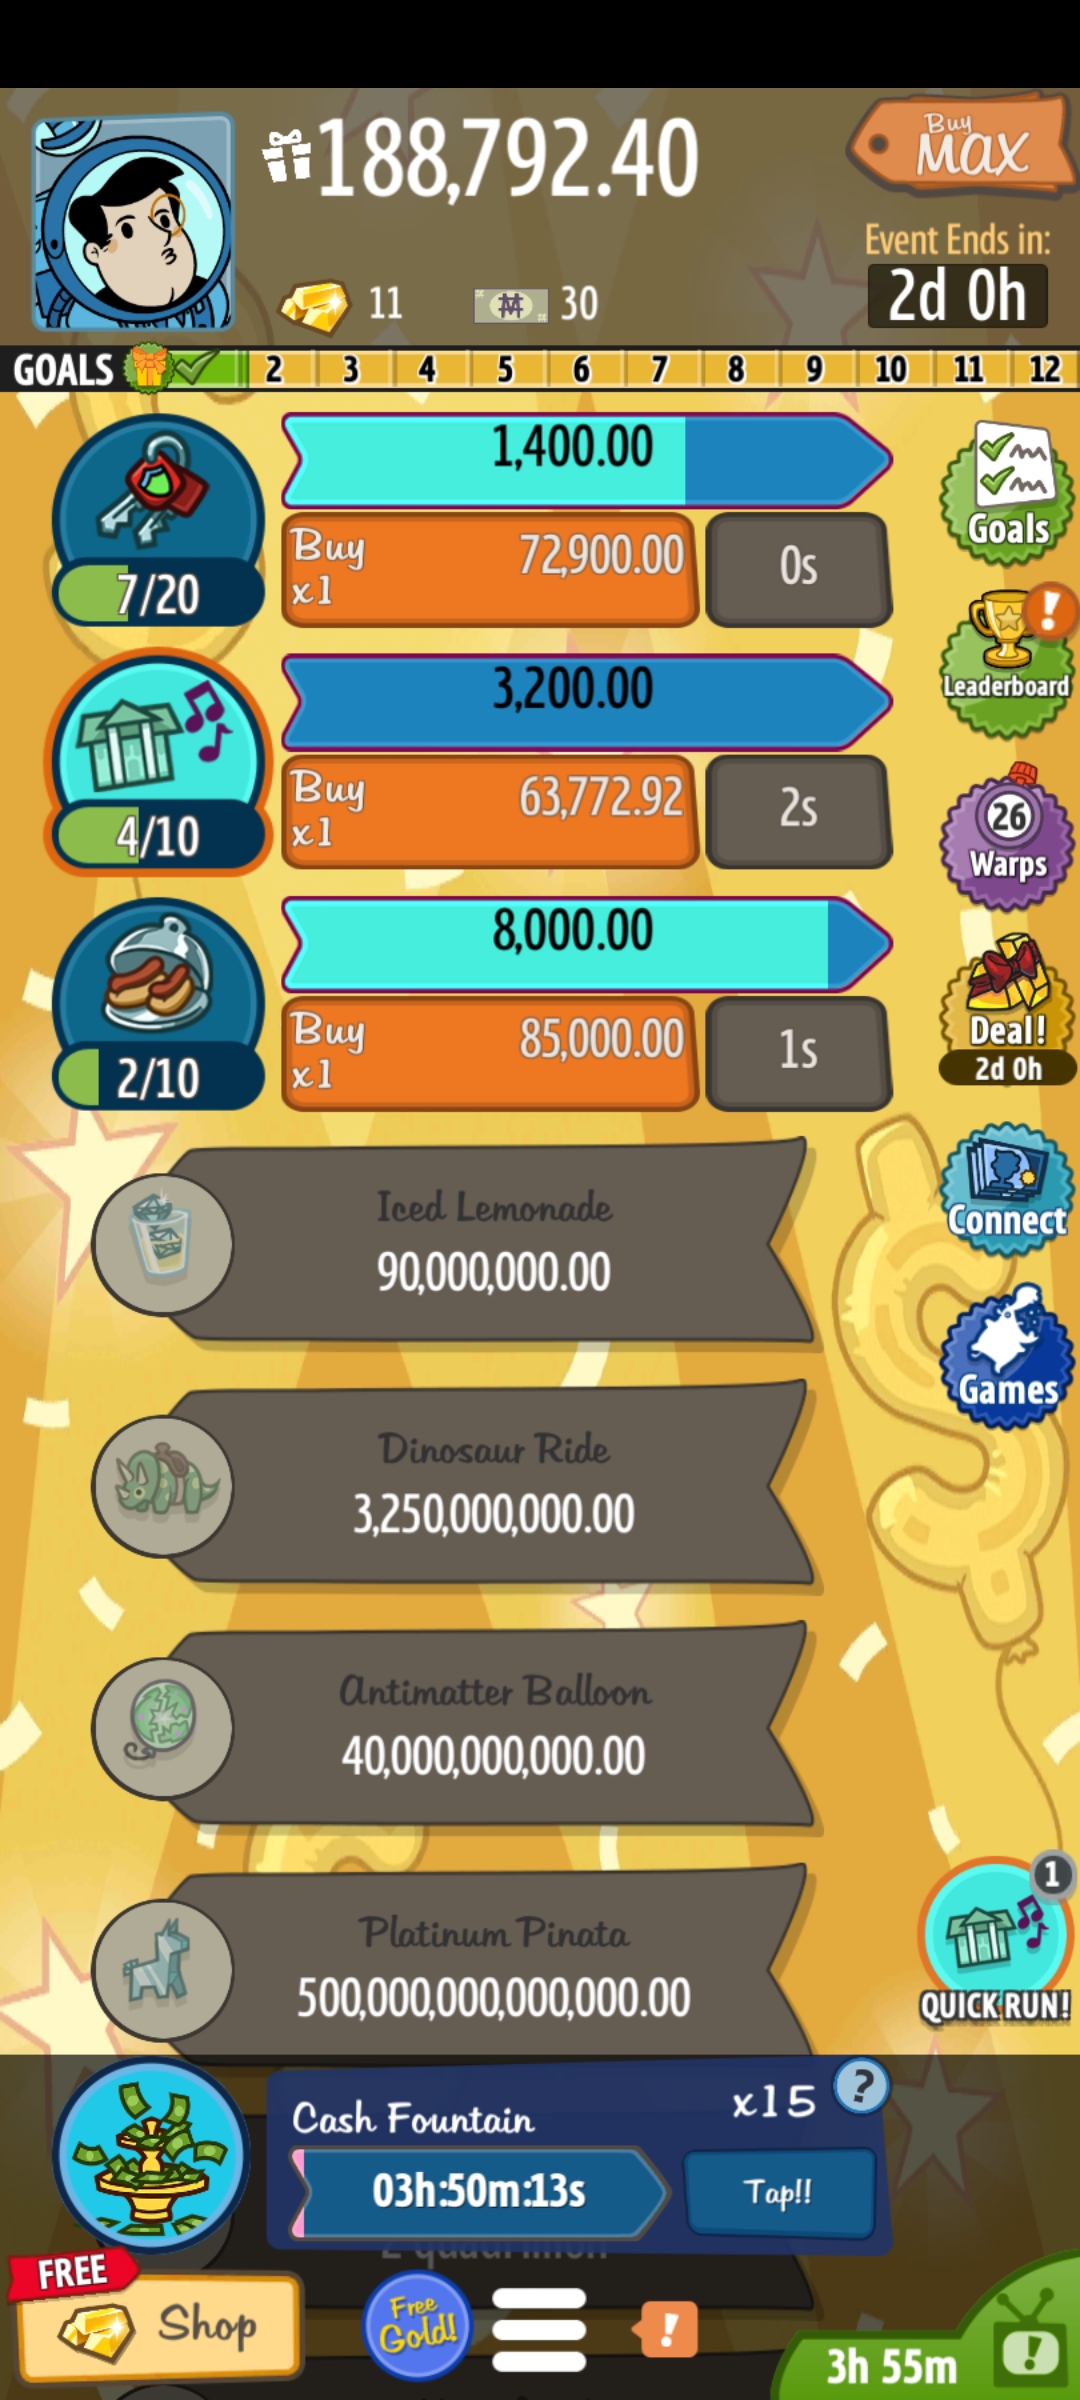 188,792.40
Buy
MAX
Event Ends in:
2d 0h
11
30
GOALS 2 3 4 5 6 7 8 9 10 11 12
1,400.00
7/20
Buy
x1
72,900.00
0s
Goals
3,200.00
4/10
Buy
x1
63,772.92
2s
Leaderboard
8,000.00
2/10
Buy
x1
85,000.00
1s
26
Warps
Deal!
2d 0h
Iced Lemonade
90,000,000.00
Connect
Dinosaur Ride
3,250,000,000.00
Games
Antimatter Balloon
40,000,000,000.00
Platinum Pinata
500,000,000,000,000.00
1
QUICK RUN!
Cash Fountain
x15
?
03h:50m:13s
Tap!!
FREE
Shop
Free
Gold!
!
3h 55m